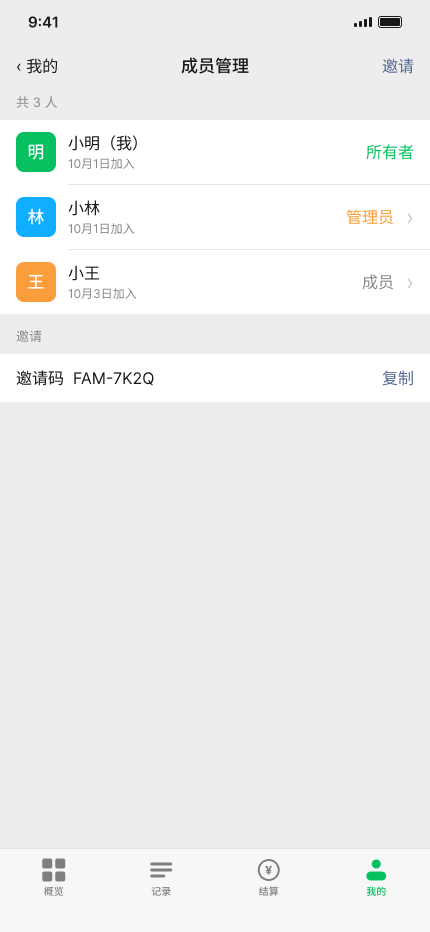 9:41
‹ 我的
成员管理
邀请
共 3 人
明
小明（我）
10月1日加入
所有者
林
小林
10月1日加入
管理员 ›
王
小王
10月3日加入
成员 ›
邀请
邀请码 FAM-7K2Q
复制
¥
概览
记录
结算
我的